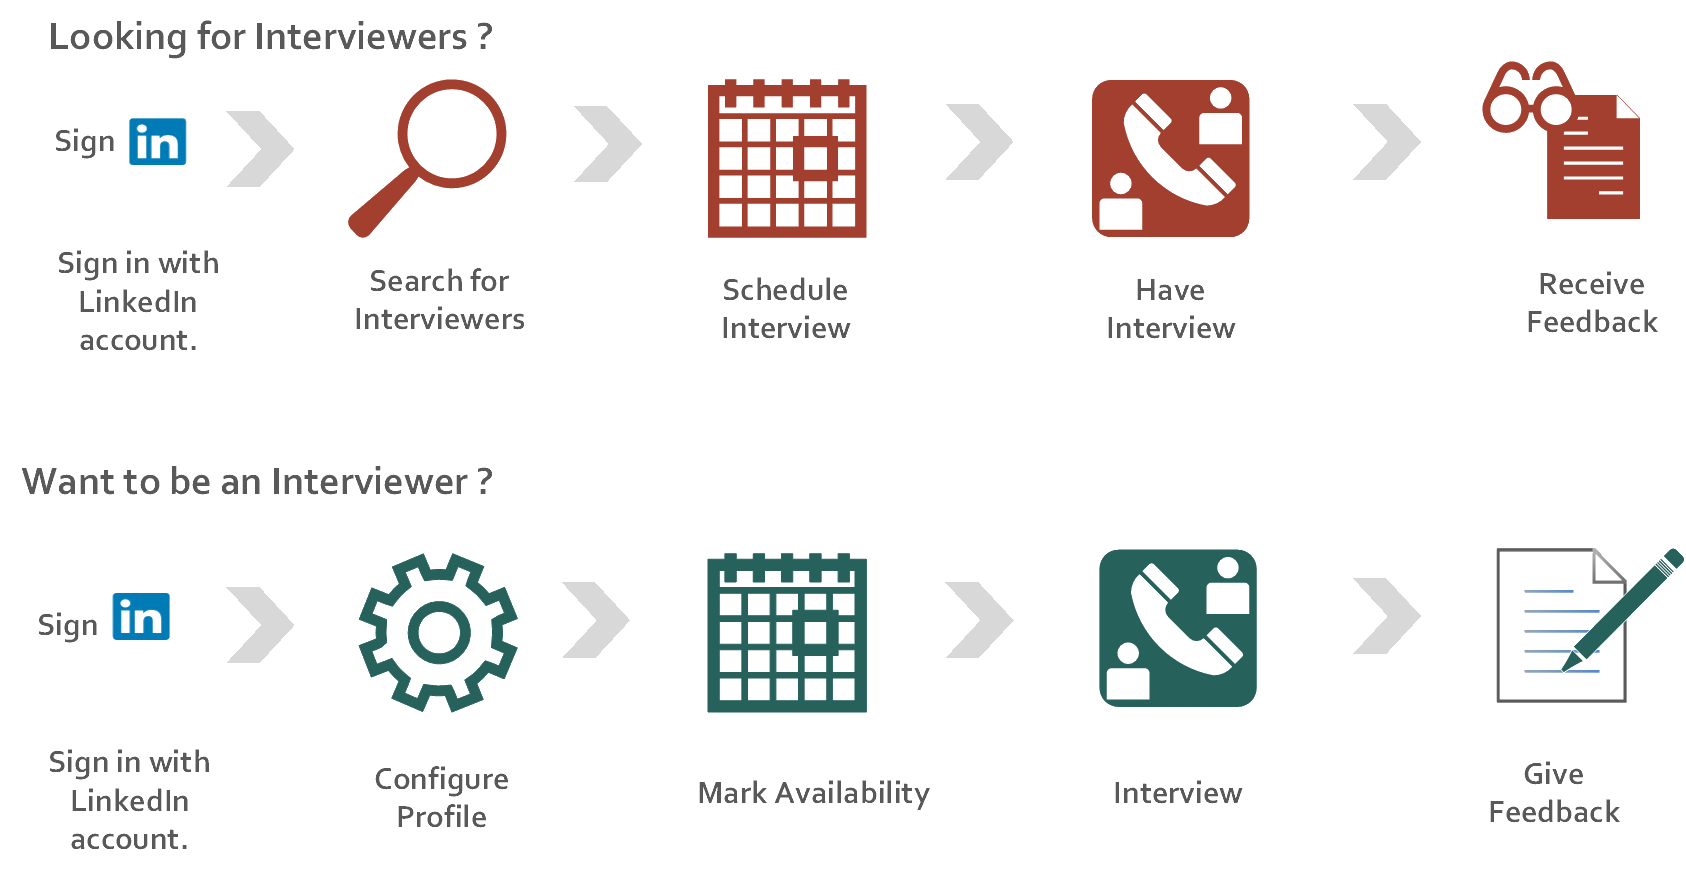 Looking for Interviewers ?
Sign in
Sign in with
LinkedIn
account.
Search for
Interviewers
Schedule
Interview
Have
Interview
Receive
Feedback
Want to be an Interviewer ?
Sign in
Sign in with
LinkedIn
account.
Configure
Profile
Mark Availability
Interview
Give
Feedback